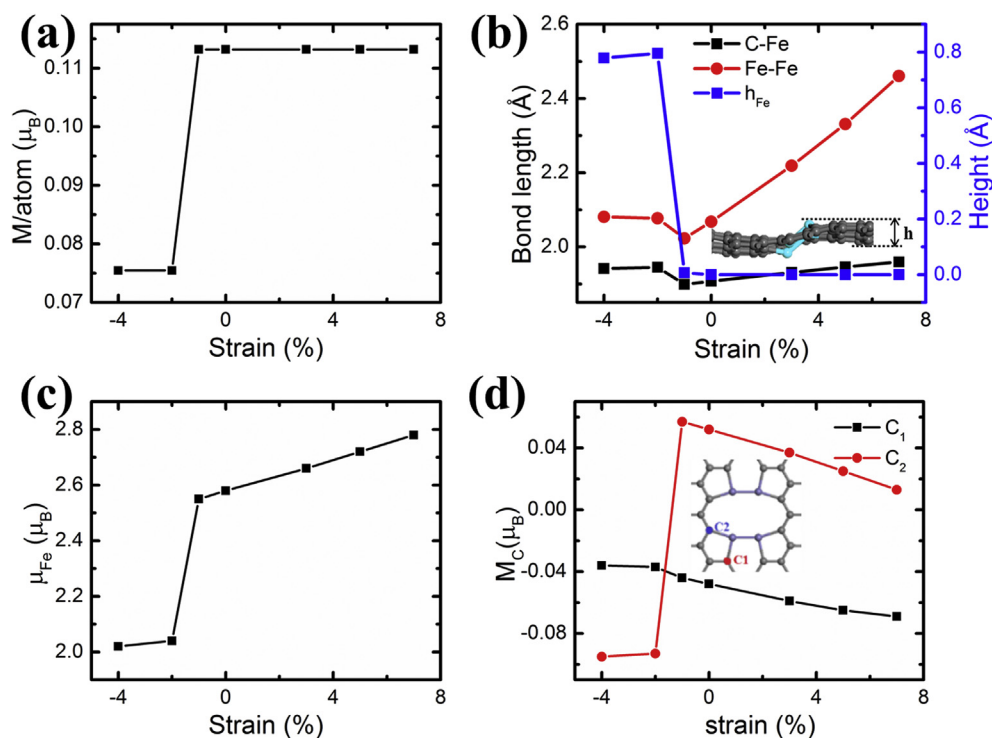 (a)
0.11
0.10
0.09
0.08
0.07
M/atom (μB)
-4 0 4 8
Strain (%)
(b)
C-Fe
Fe-Fe
hFe
2.6
2.4
2.2
2.0
Bond length (Å)
0.8
0.6
0.4
0.2
0.0
Height (Å)
h
-4 0 4 8
Strain (%)
(c)
2.8
2.6
2.4
2.2
2.0
μFe (μB)
-4 0 4 8
Strain (%)
(d)
C1
C2
0.04
0.00
-0.04
-0.08
MC(μB)
C2
C1
-4 0 4 8
strain (%)